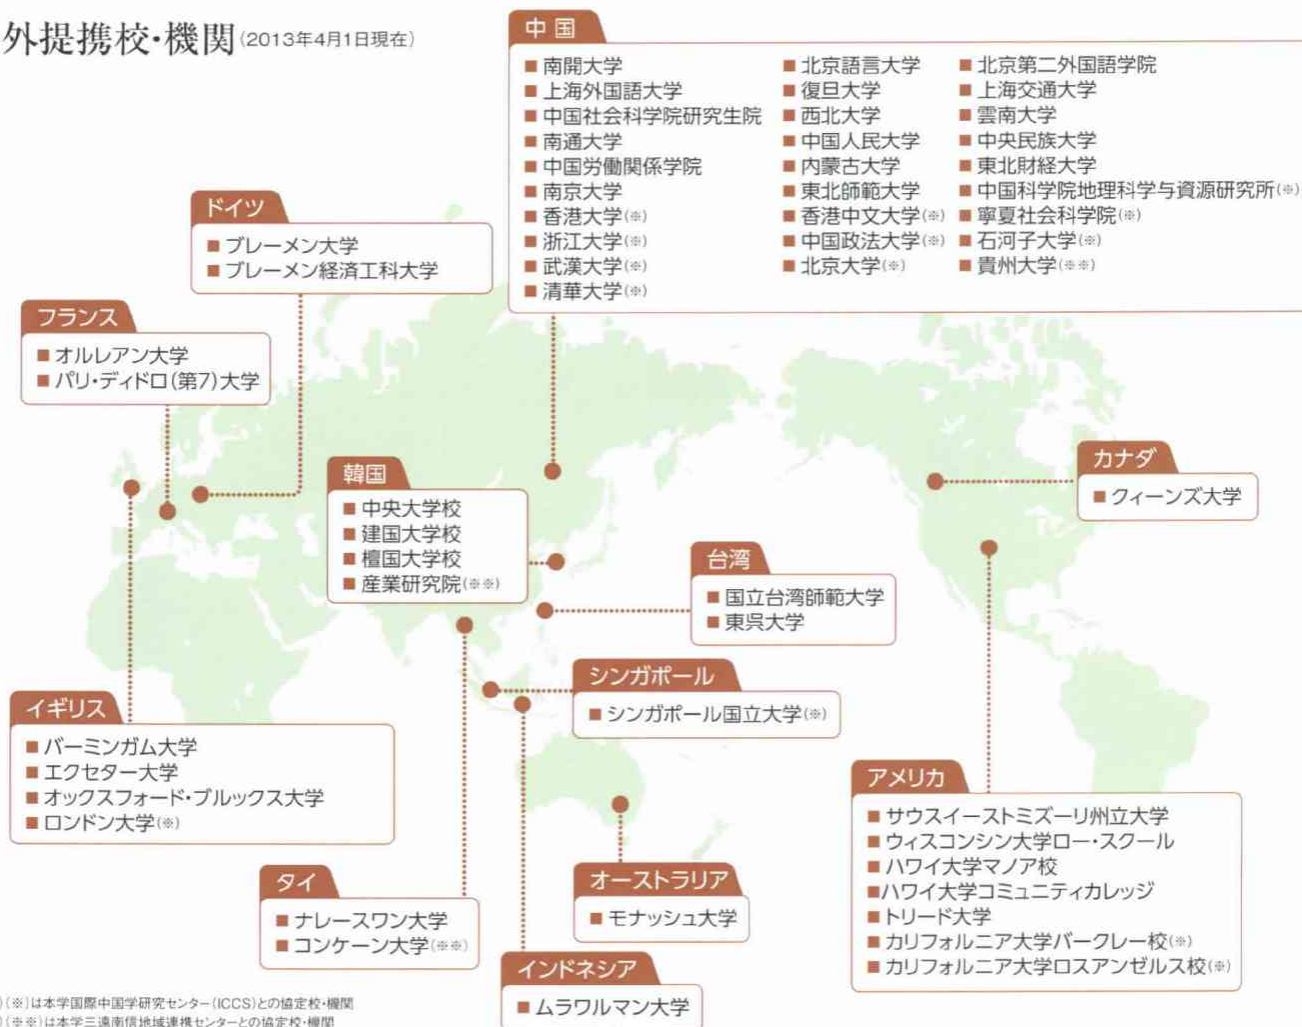 外提携校・機関(2013年4月1日現在)
中国
■南開大学
■上海外国語大学
■中国社会科学院研究生院
■南通大学
■中国労働関係学院
■南京大学
■香港大学(※)
■浙江大学(※)
■武漢大学(※)
■清華大学(※)
■北京語言大学
■復旦大学
■西北大学
■中国人民大学
■内蒙古大学
■東北師範大学
■香港中文大学(※)
■中国政法大学(※)
■北京大学(※)
■北京第二外国語学院
■上海交通大学
■雲南大学
■中央民族大学
■東北財経大学
■中国科学院地理科学与資源研究所(※)
■寧夏社会科学院(※)
■石河子大学(※)
■貴州大学(※※)
ドイツ
■ブレーメン大学
■ブレーメン経済工科大学
フランス
■オルレアン大学
■パリ・ディドロ(第7)大学
韓国
■中央大学校
■建国大学校
■檀国大学校
■産業研究院(※※)
カナダ
■クィーンズ大学
台湾
■国立台湾師範大学
■東呉大学
シンガポール
■シンガポール国立大学(※)
イギリス
■バーミンガム大学
■エクセター大学
■オックスフォード・ブルックス大学
■ロンドン大学(※)
アメリカ
■サウスイーストミズーリ州立大学
■ウィスコンシン大学ロー・スクール
■ハワイ大学マノア校
■ハワイ大学コミュニティカレッジ
■トリード大学
■カリフォルニア大学バークレー校(※)
■カリフォルニア大学ロスアンゼルス校(※)
タイ
■ナレースワン大学
■コンケーン大学(※※)
オーストラリア
■モナッシュ大学
インドネシア
■ムラワルマン大学
)(※)は本学国際中国学研究センター(ICCS)との協定校・機関
)(※※)は本学三遠南信地域連携センターとの協定校・機関